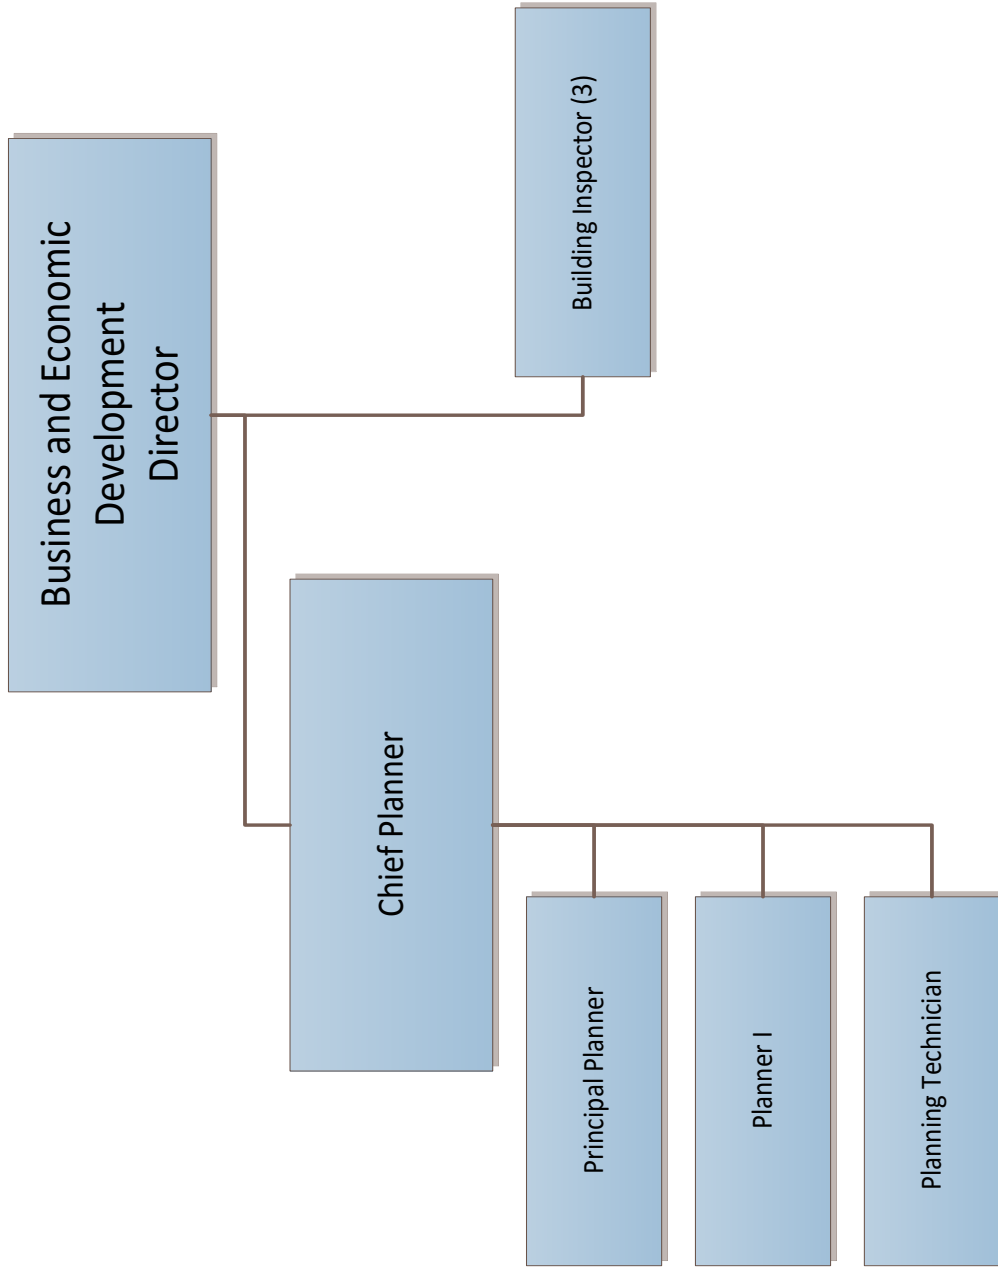 Business and Economic
Development
Director
Chief Planner
Building Inspector (3)
Principal Planner
Planner I
Planning Technician